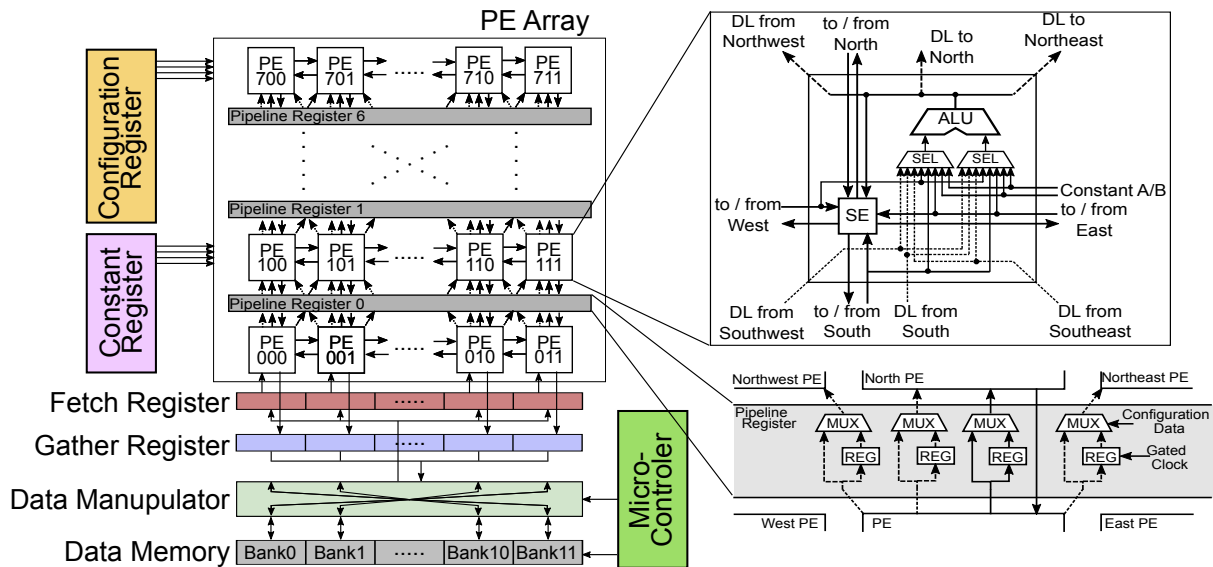 PE Array
Configuration
Register
Constant
Register
PE
700
PE
701
.....
PE
710
PE
711
Pipeline Register 6
Pipeline Register 1
PE
100
PE
101
.....
PE
110
PE
111
Pipeline Register 0
PE
000
PE
001
.....
PE
010
PE
011
Fetch Register
.....
Gather Register
.....
Data Manupulator
Data Memory
Bank0
Bank1
.....
Bank10
Bank11
Micro-
Controler
DL from
Northwest
to / from
North
DL to
North
DL to
Northeast
ALU
SEL
SEL
SE
to / from
West
Constant A/B
to / from
East
DL from
Southwest
to / from
South
DL from
South
DL from
Southeast
Northwest PE
North PE
Northeast PE
Pipeline
Register
MUX
MUX
MUX
MUX
Configuration
Data
REG
REG
REG
REG
Gated
Clock
West PE
PE
East PE